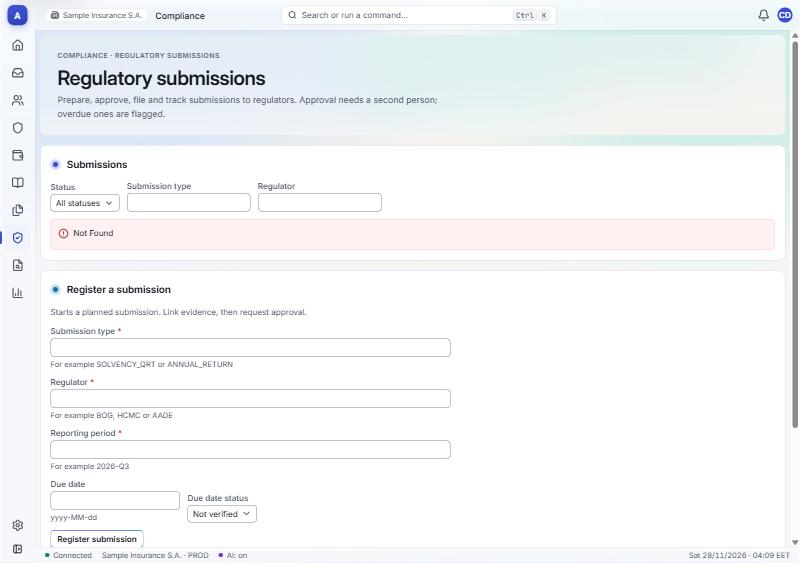 A
Sample Insurance S.A.
Compliance
Search or run a command...
Ctrl K
CD
COMPLIANCE · REGULATORY SUBMISSIONS
Regulatory submissions
Prepare, approve, file and track submissions to regulators. Approval needs a second person;
overdue ones are flagged.
Submissions
Status
Submission type
Regulator
All statuses
Not Found
Register a submission
Starts a planned submission. Link evidence, then request approval.
Submission type *
For example SOLVENCY_QRT or ANNUAL_RETURN
Regulator *
For example BOG, HCMC or AADE
Reporting period *
For example 2026-Q3
Due date
Due date status
Not verified
yyyy-MM-dd
Register submission
Connected
Sample Insurance S.A. · PROD
AI: on
Sat 28/11/2026 · 04:09 EET